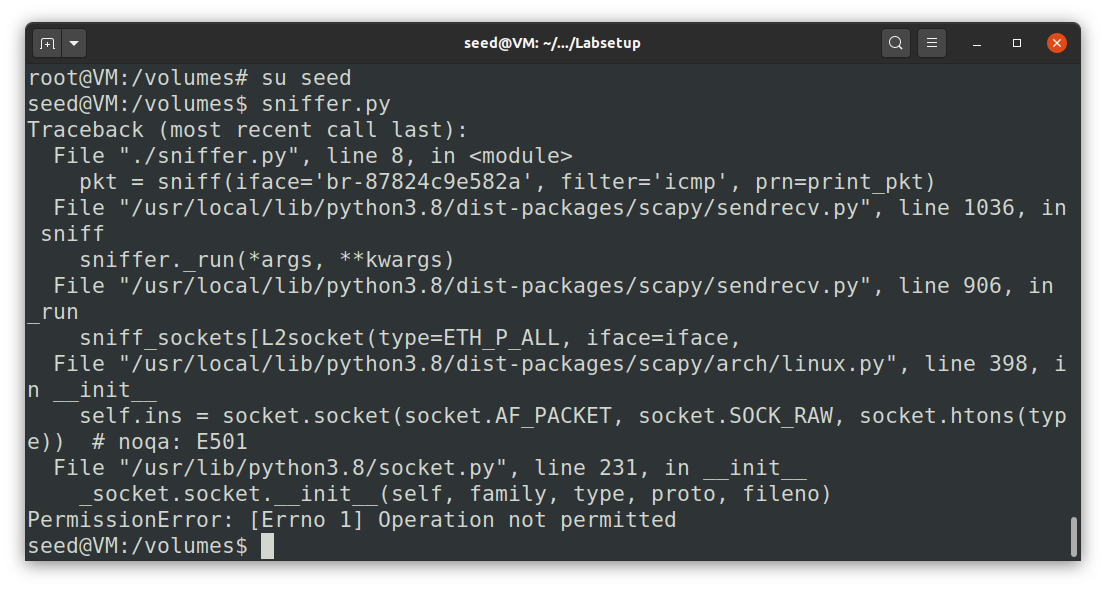 seed@VM: ~/.../Labsetup
root@VM:/volumes# su seed
seed@VM:/volumes$ sniffer.py
Traceback (most recent call last):
  File "./sniffer.py", line 8, in <module>
    pkt = sniff(iface='br-87824c9e582a', filter='icmp', prn=print_pkt)
  File "/usr/local/lib/python3.8/dist-packages/scapy/sendrecv.py", line 1036, in
 sniff
    sniffer._run(*args, **kwargs)
  File "/usr/local/lib/python3.8/dist-packages/scapy/sendrecv.py", line 906, in
_run
    sniff_sockets[L2socket(type=ETH_P_ALL, iface=iface,
  File "/usr/local/lib/python3.8/dist-packages/scapy/arch/linux.py", line 398, i
n __init__
    self.ins = socket.socket(socket.AF_PACKET, socket.SOCK_RAW, socket.htons(typ
e))  # noqa: E501
  File "/usr/lib/python3.8/socket.py", line 231, in __init__
    _socket.socket.__init__(self, family, type, proto, fileno)
PermissionError: [Errno 1] Operation not permitted
seed@VM:/volumes$